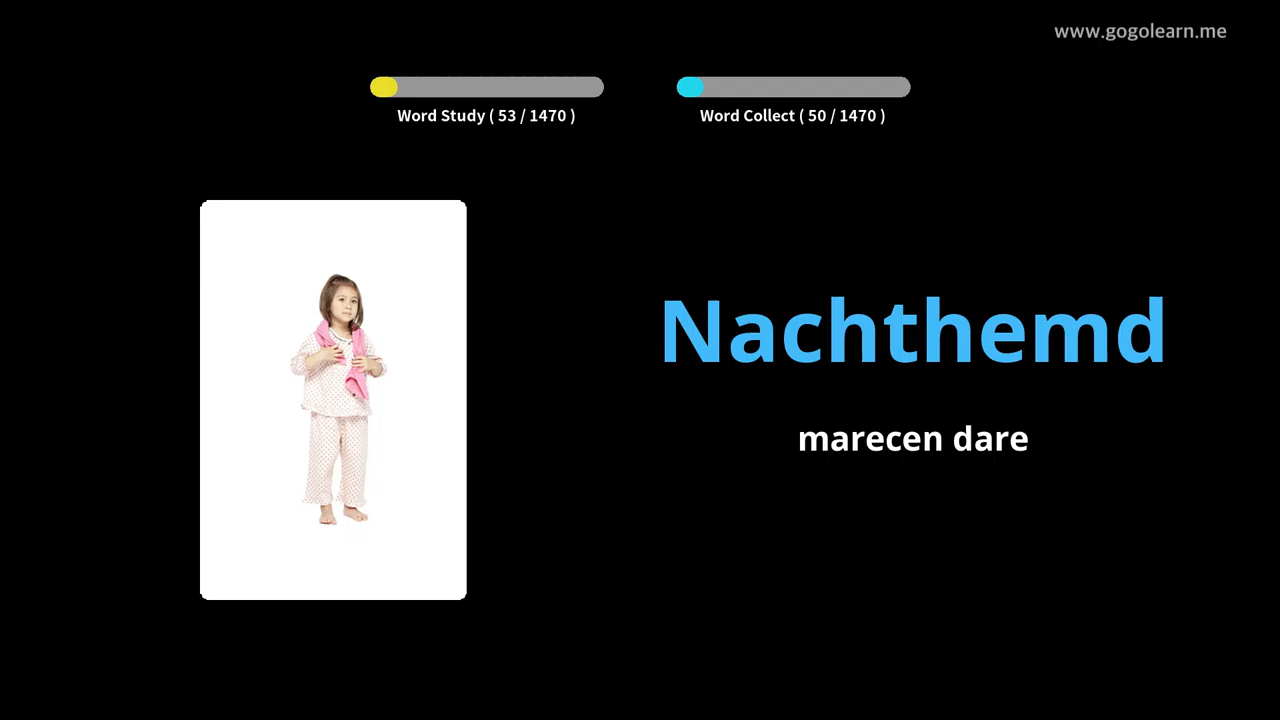 www.gogolearn.me
Word Study ( 53 / 1470 )
Word Collect ( 50 / 1470 )
Nachthemd
marecen dare